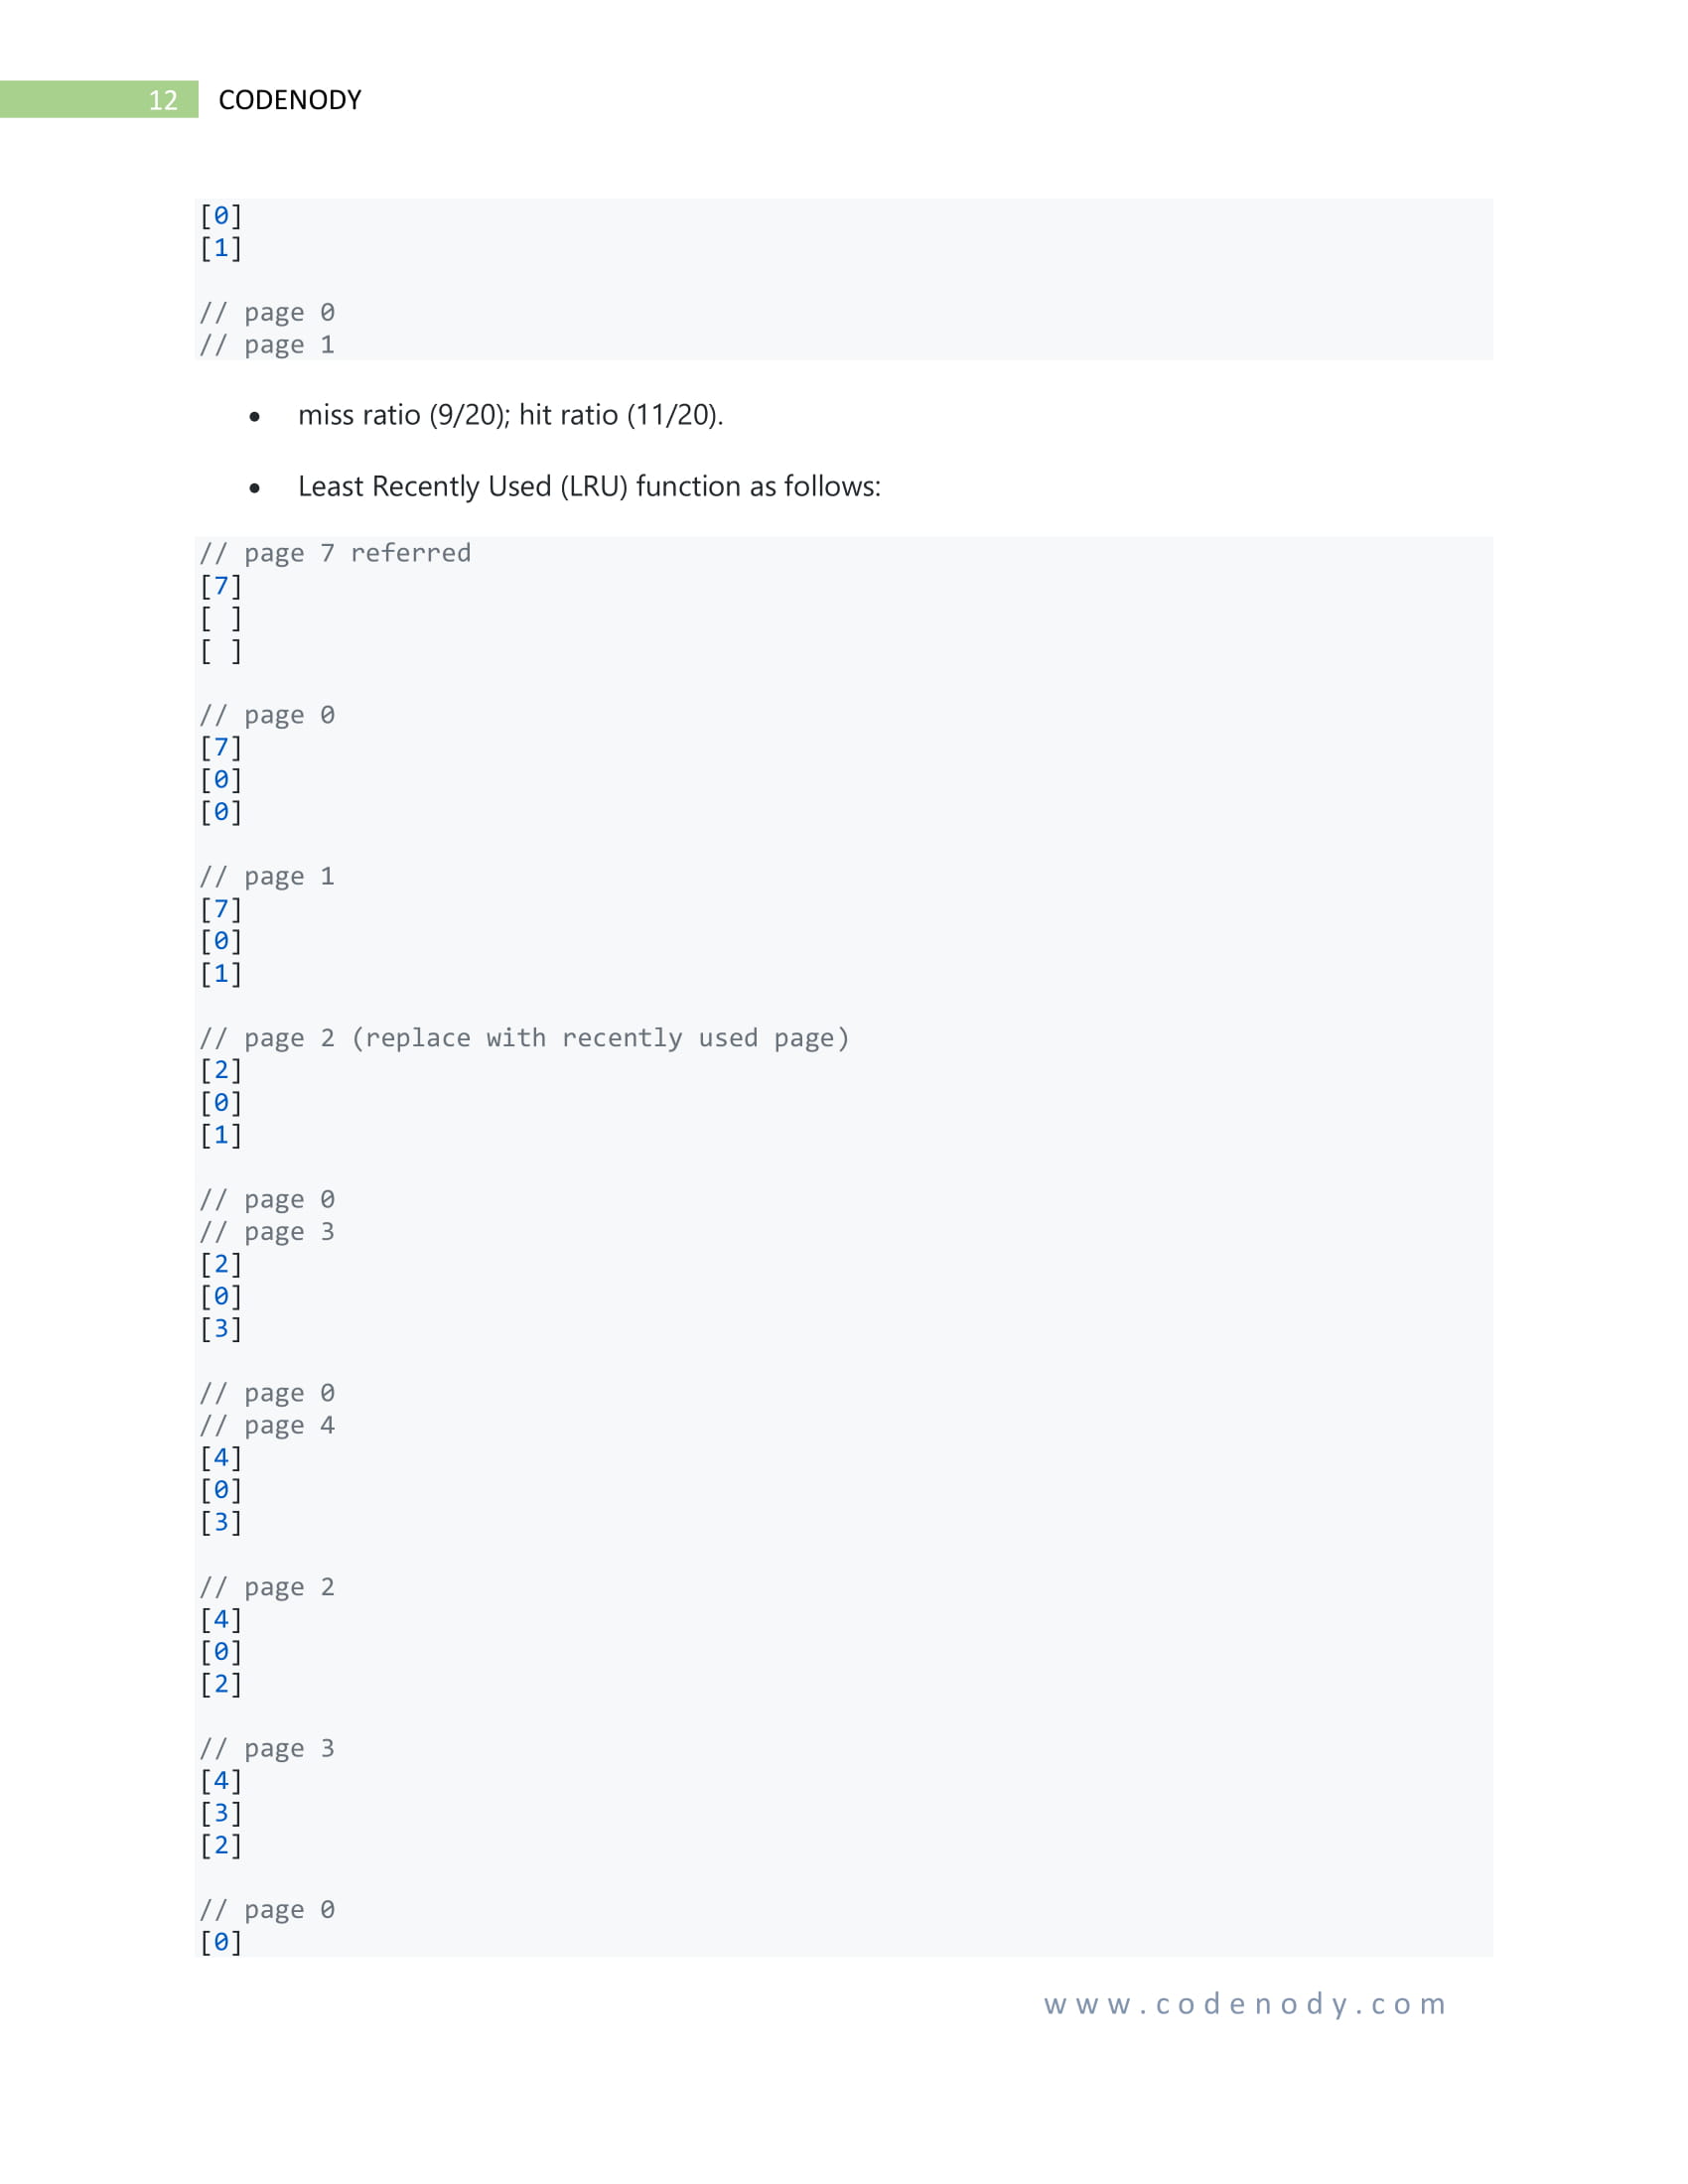 12 CODENODY
[0]
[1]
// page 0
// page 1
• miss ratio (9/20); hit ratio (11/20).
• Least Recently Used (LRU) function as follows:
// page 7 referred
[7]
[ ]
[ ]
// page 0
[7]
[0]
[0]
// page 1
[7]
[0]
[1]
// page 2 (replace with recently used page)
[2]
[0]
[1]
// page 0
// page 3
[2]
[0]
[3]
// page 0
// page 4
[4]
[0]
[3]
// page 2
[4]
[0]
[2]
// page 3
[4]
[3]
[2]
// page 0
[0]
www.codenody.com